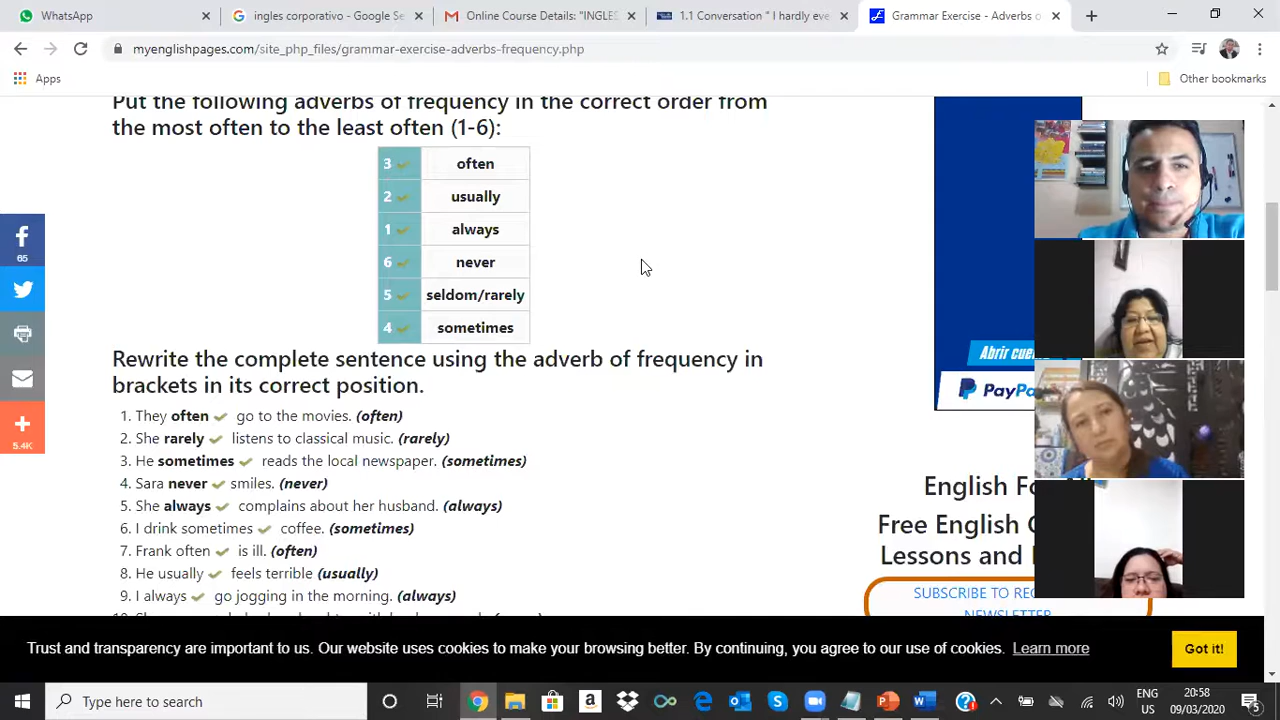 WhatsApp
ingles corporativo - Google
Online Course Details: "INGLES
1.1 Conversation " I hardly eve
Grammar Exercise - Adverbs o
myenglishpages.com/site_php_files/grammar-exercise-adverbs-frequency.php
Apps
Other bookmarks
Put the following adverbs of frequency in the correct order from
the most often to the least often (1-6):
3 often
2 usually
1 always
6 never
5 seldom/rarely
4 sometimes
65
5.4K
Rewrite the complete sentence using the adverb of frequency in
brackets in its correct position.
1. They often go to the movies. (often)
2. She rarely listens to classical music. (rarely)
3. He sometimes reads the local newspaper. (sometimes)
4. Sara never smiles. (never)
5. She always complains about her husband. (always)
6. I drink sometimes coffee. (sometimes)
7. Frank often is ill. (often)
8. He usually feels terrible (usually)
9. I always go jogging in the morning. (always)
Abrir cue
PayPa
English Fo
Free English
Lessons and
SUBSCRIBE TO
NEWSLETTER
Trust and transparency are important to us. Our website uses cookies to make your browsing better. By continuing, you agree to our use of cookies. Learn more
Got it!
Type here to search
ENG
US
20:58
09/03/2020
5